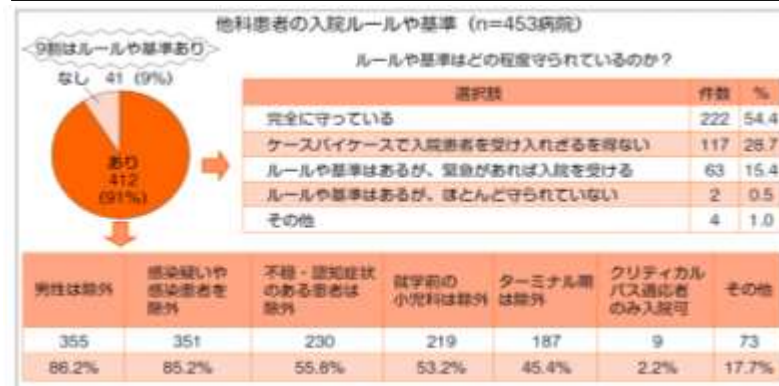 他科患者の入院ルールや基準（n=453病院）
9割はルールや基準あり
なし 41 (9%)
あり
412
(91%)
ルールや基準はどの程度守られているのか？
選択肢 件数 %
完全に守っている 222 54.4
ケースバイケースで入院患者を受け入れざるを得ない 117 28.7
ルールや基準はあるが、緊急があれば入院を受ける 63 15.4
ルールや基準はあるが、ほとんど守られていない 2 0.5
その他 4 1.0
男性は除外
感染疑いや
感染患者を
除外
不穏・認知症状
のある患者は
除外
就学前の
小児科は除外
ターミナル期
は除外
クリティカル
パス適応者
のみ入院可
その他
355 351 230 219 187 9 73
86.2% 85.2% 55.8% 53.2% 45.4% 2.2% 17.7%